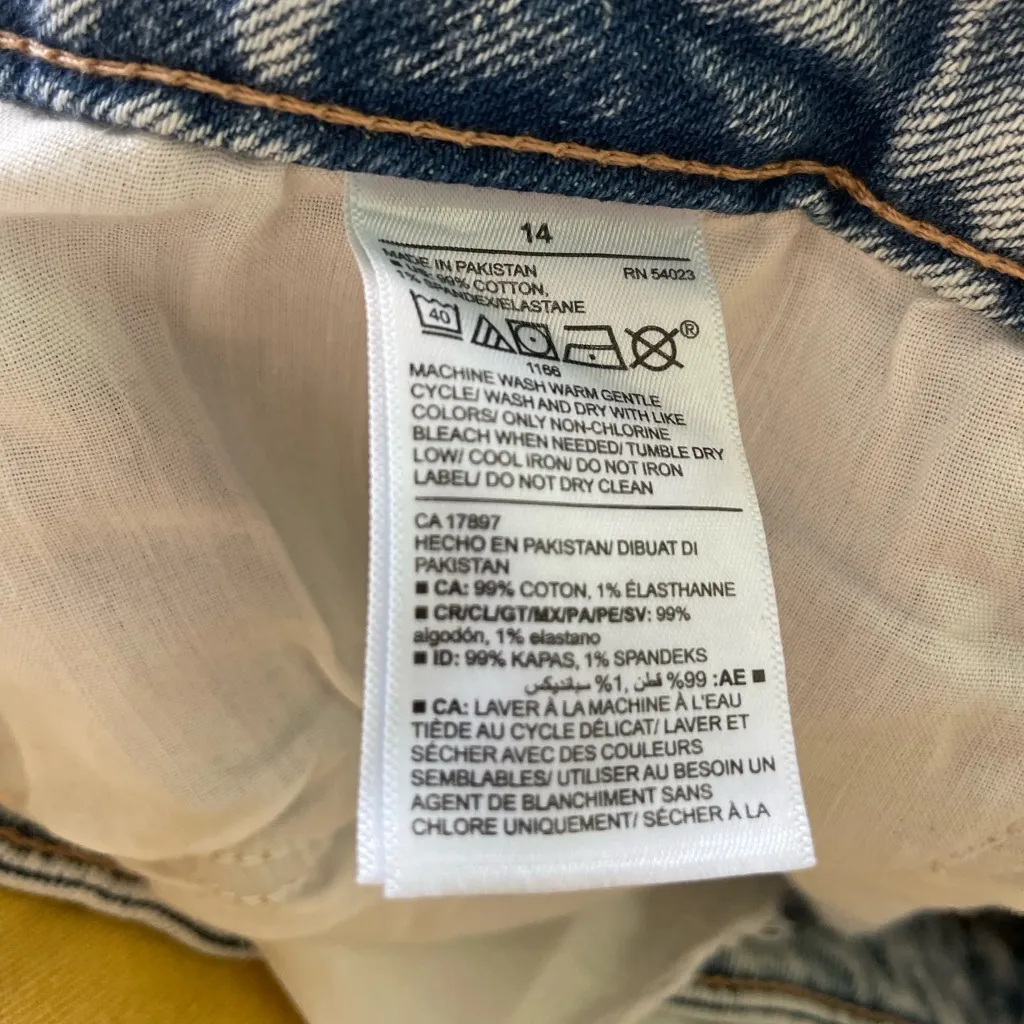 14
MADE IN PAKISTAN RN 54023
99% COTTON,
1% SPANDEX/ELASTANE
40
®
1166
MACHINE WASH WARM GENTLE
CYCLE/ WASH AND DRY WITH LIKE
COLORS/ ONLY NON-CHLORINE
BLEACH WHEN NEEDED/ TUMBLE DRY
LOW/ COOL IRON/ DO NOT IRON
LABEL/ DO NOT DRY CLEAN
CA 17897
HECHO EN PAKISTAN/ DIBUAT DI
PAKISTAN
■ CA: 99% COTON, 1% ÉLASTHANNE
■ CR/CL/GT/MX/PA/PE/SV: 99%
algodón, 1% elastano
■ ID: 99% KAPAS, 1% SPANDEKS
■ AE: 99% قطن, 1% سباندیكس
■ CA: LAVER À LA MACHINE À L'EAU
TIÈDE AU CYCLE DÉLICAT/ LAVER ET
SÉCHER AVEC DES COULEURS
SEMBLABLES/ UTILISER AU BESOIN UN
AGENT DE BLANCHIMENT SANS
CHLORE UNIQUEMENT/ SÉCHER À LA